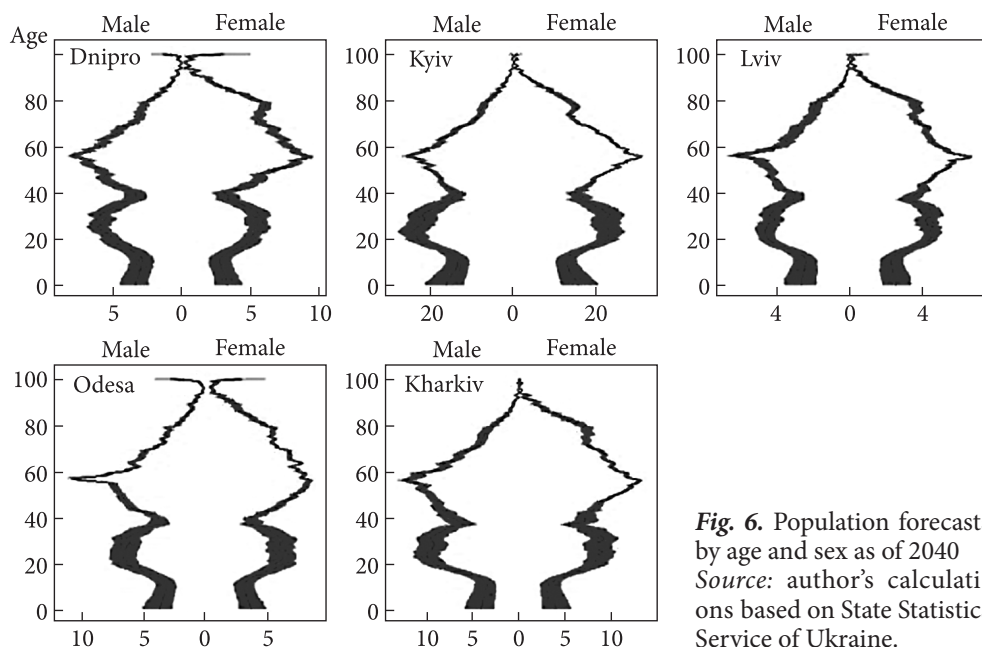 Male Female Male Female Male Female
Age
100 Dnipro 100 Kyiv 100 Lviv
80 80 80
60 60 60
40 40 40
20 20 20
0 0 0
5 0 5 10 20 0 20 4 0 4
Male Female Male Female
100 Odesa 100 Kharkiv
80 80
60 60
40 40
20 20
0 0
10 5 0 5 10 5 0 5 10
Fig. 6. Population forecast
by age and sex as of 2040
Source: author's calculati
ons based on State Statistic
Service of Ukraine.